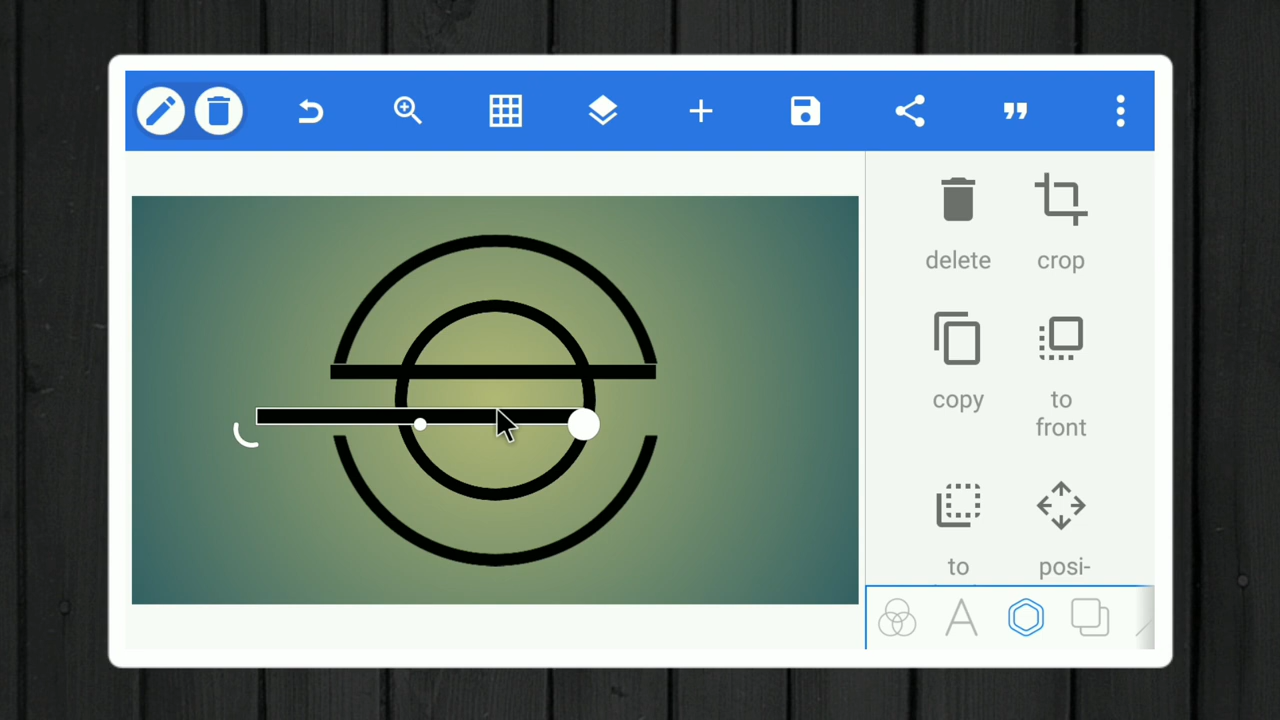 delete
crop
copy
to
front
to
posi-